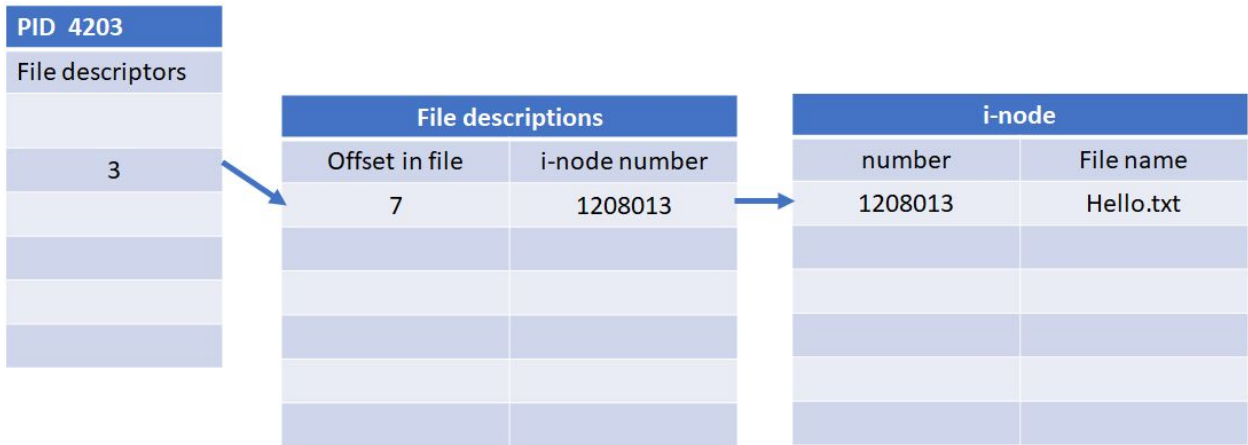 PID 4203
File descriptors
3
File descriptions
Offset in file i-node number
7 1208013
i-node
number File name
1208013 Hello.txt